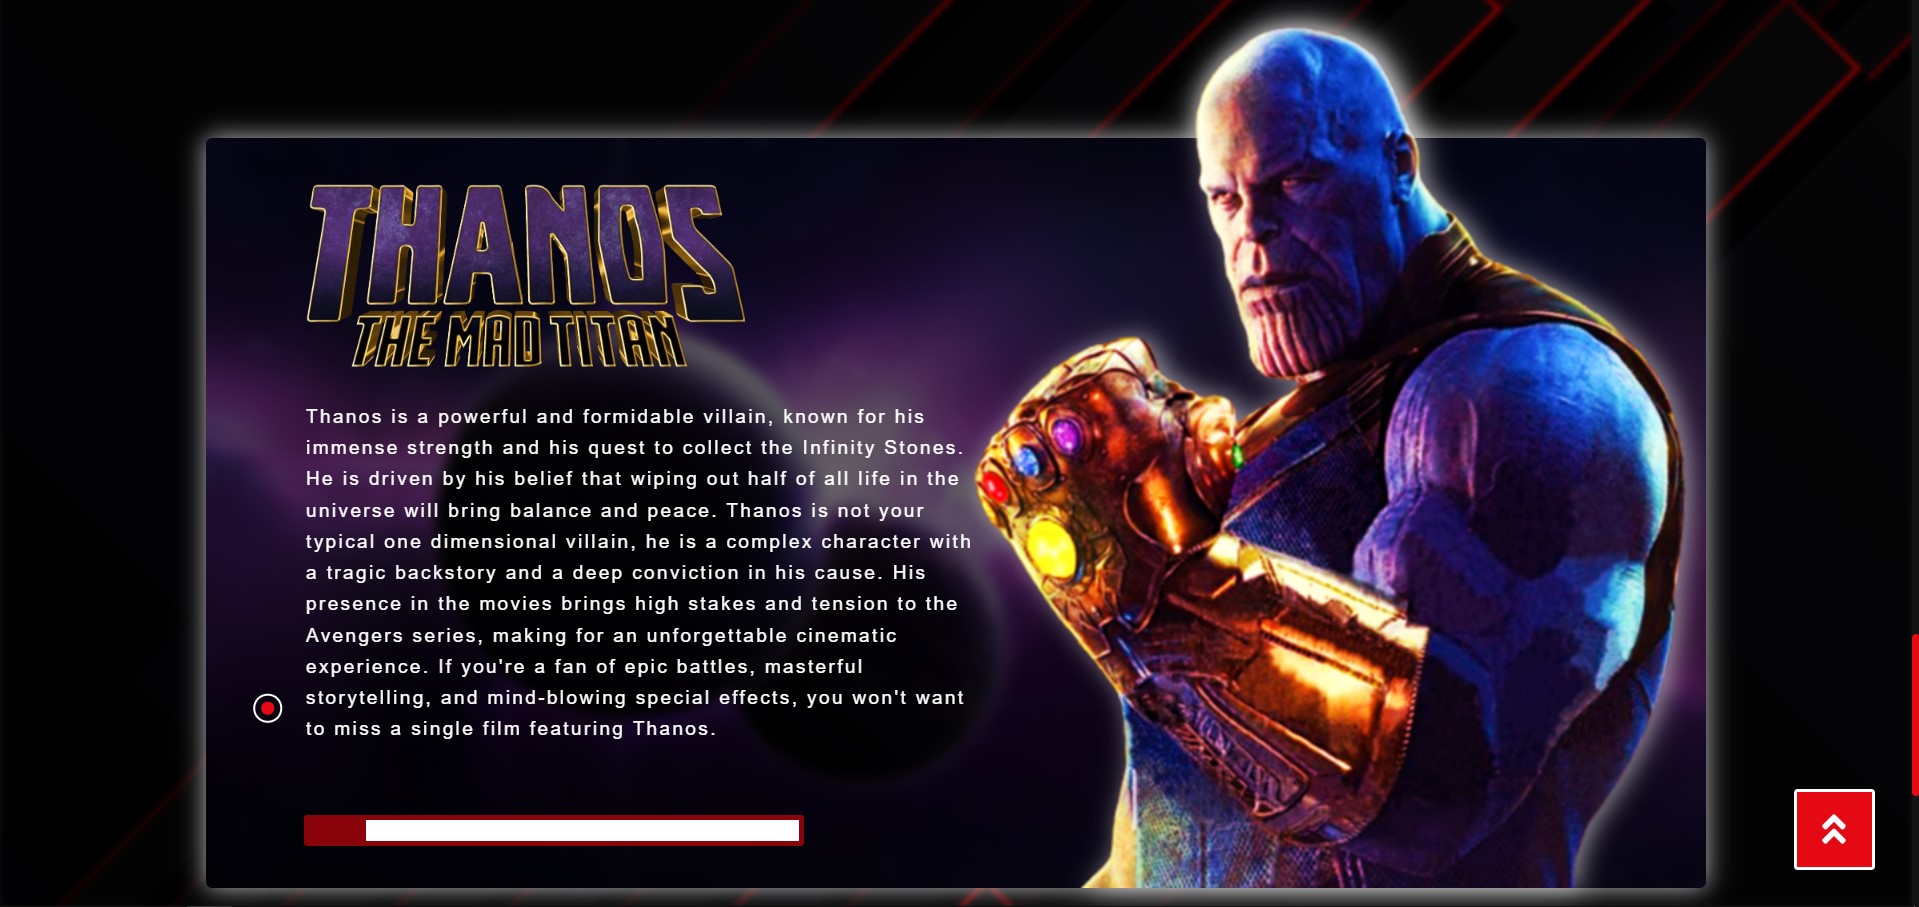 THANOS
THE MAD TITAN
Thanos is a powerful and formidable villain, known for his
immense strength and his quest to collect the Infinity Stones.
He is driven by his belief that wiping out half of all life in the
universe will bring balance and peace. Thanos is not your
typical one dimensional villain, he is a complex character with
a tragic backstory and a deep conviction in his cause. His
presence in the movies brings high stakes and tension to the
Avengers series, making for an unforgettable cinematic
experience. If you're a fan of epic battles, masterful
storytelling, and mind-blowing special effects, you won't want
to miss a single film featuring Thanos.